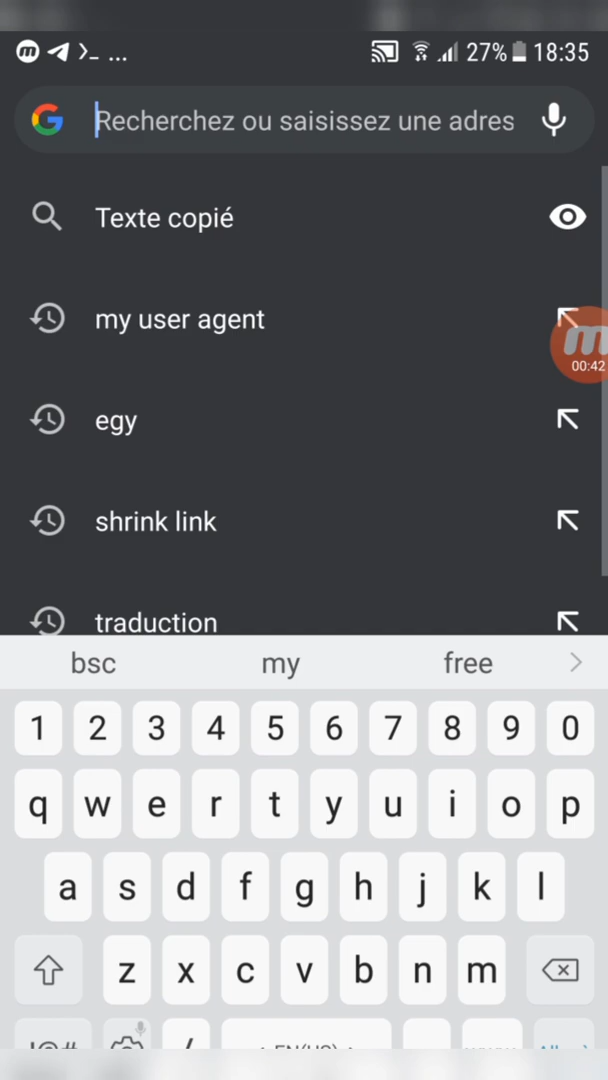 27% 18:35
Recherchez ou saisissez une adres
Texte copié
my user agent
00:42
egy
shrink link
traduction
bsc my free
1 2 3 4 5 6 7 8 9 0
q w e r t y u i o p
a s d f g h j k l
z x c v b n m